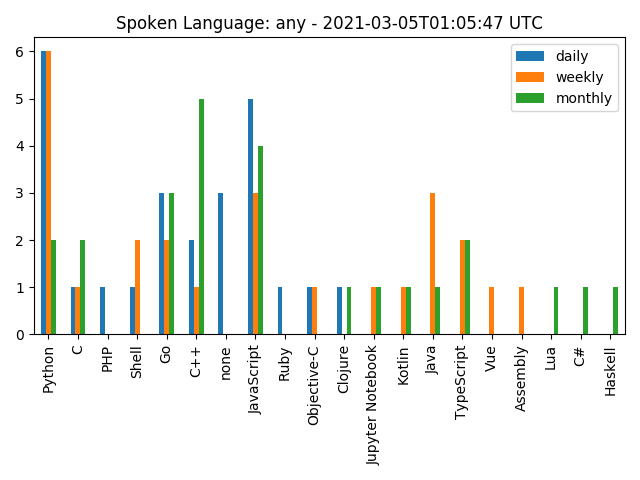 Spoken Language: any - 2021-03-05T01:05:47 UTC
daily
weekly
monthly
6
5
4
3
2
1
0
Python
C
PHP
Shell
Go
C++
none
JavaScript
Ruby
Objective-C
Clojure
Jupyter Notebook
Kotlin
Java
TypeScript
Vue
Assembly
Lua
C#
Haskell